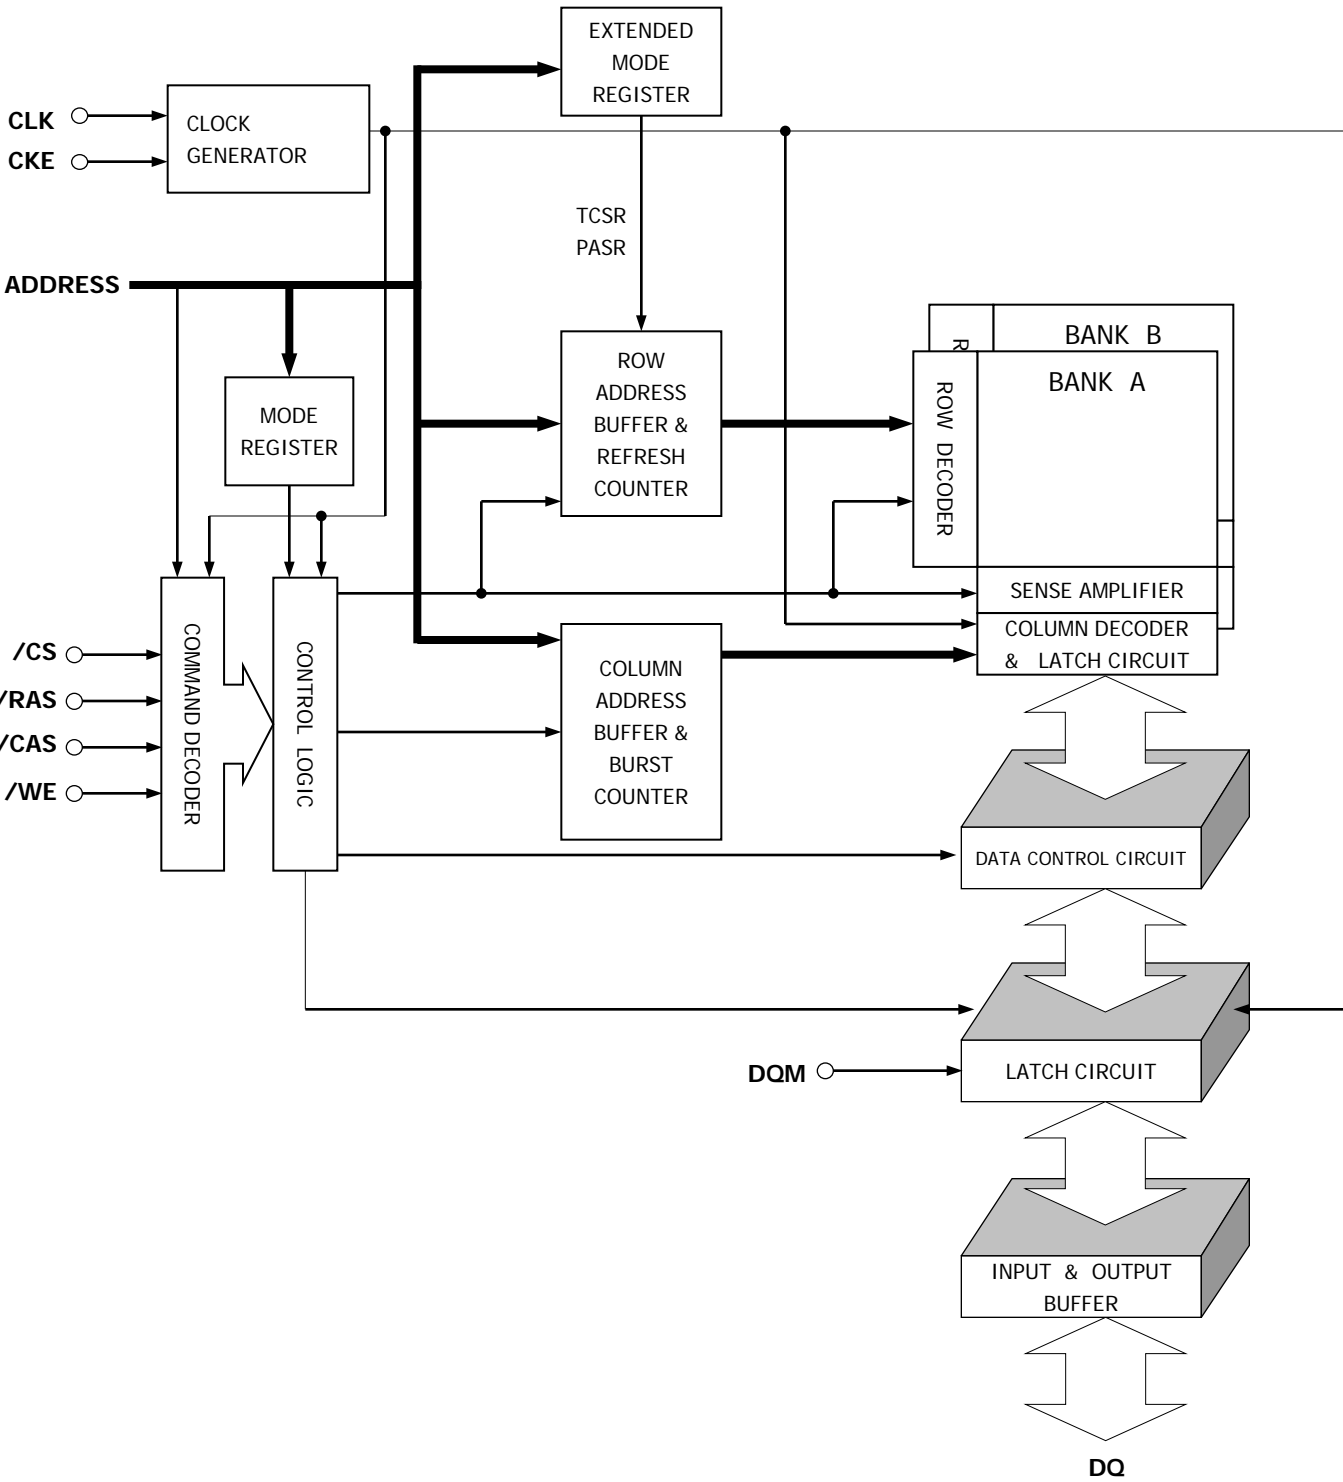 EXTENDED
MODE
REGISTER
CLK
CKE
CLOCK
GENERATOR
TCSR
PASR
ADDRESS
MODE
REGISTER
ROW
ADDRESS
BUFFER &
REFRESH
COUNTER
R
BANK B
BANK A
ROW DECODER
SENSE AMPLIFIER
COLUMN DECODER
& LATCH CIRCUIT
/CS
/RAS
/CAS
/WE
COMMAND DECODER
CONTROL LOGIC
COLUMN
ADDRESS
BUFFER &
BURST
COUNTER
DATA CONTROL CIRCUIT
DQM
LATCH CIRCUIT
INPUT & OUTPUT
BUFFER
DQ